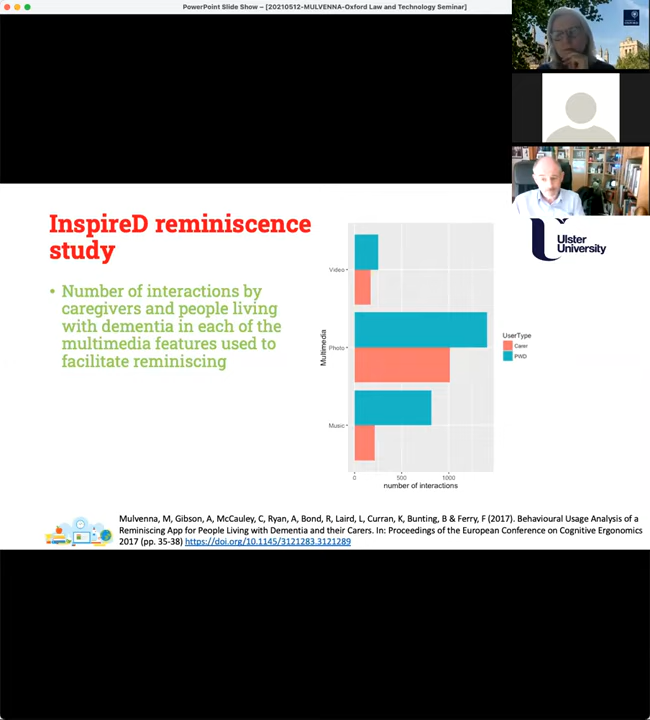 PowerPoint Slide Show – [20210512-MULVENNA-Oxford Law and Technology Seminar]
InspireD reminiscence
study
• Number of interactions by
caregivers and people living
with dementia in each of the
multimedia features used to
facilitate reminiscing
Multimedia
Video
Photo
Music
0 500 1000
number of interactions
UserType
Carer
PWD
Ulster
University
Mulvenna, M, Gibson, A, McCauley, C, Ryan, A, Bond, R, Laird, L, Curran, K, Bunting, B & Ferry, F (2017). Behavioural Usage Analysis of a
Reminiscing App for People Living with Dementia and their Carers. In: Proceedings of the European Conference on Cognitive Ergonomics
2017 (pp. 35-38) https://doi.org/10.1145/3121283.3121289